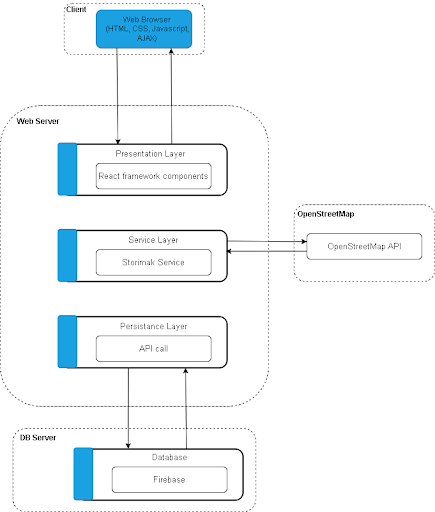 Client
Web Browser
(HTML, CSS, Javascript,
AJAX)
Web Server
Presentation Layer
React framework components
Service Layer
Storimak Service
OpenStreetMap
OpenStreetMap API
Persistance Layer
API call
DB Server
Database
Firebase